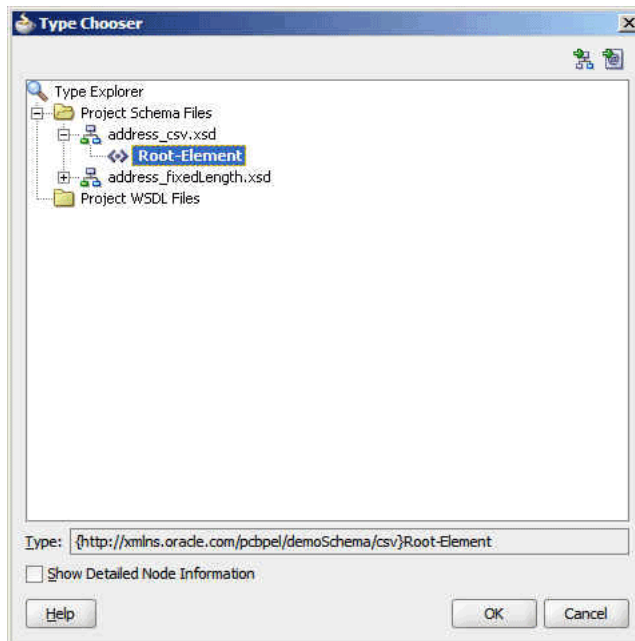 Type Chooser
Type Explorer
Project Schema Files
address_csv.xsd
Root-Element
address_fixedLength.xsd
Project WSDL Files
Type: {http://xmlns.oracle.com/pcbpel/demoSchema/csv}Root-Element
Show Detailed Node Information
Help OK Cancel